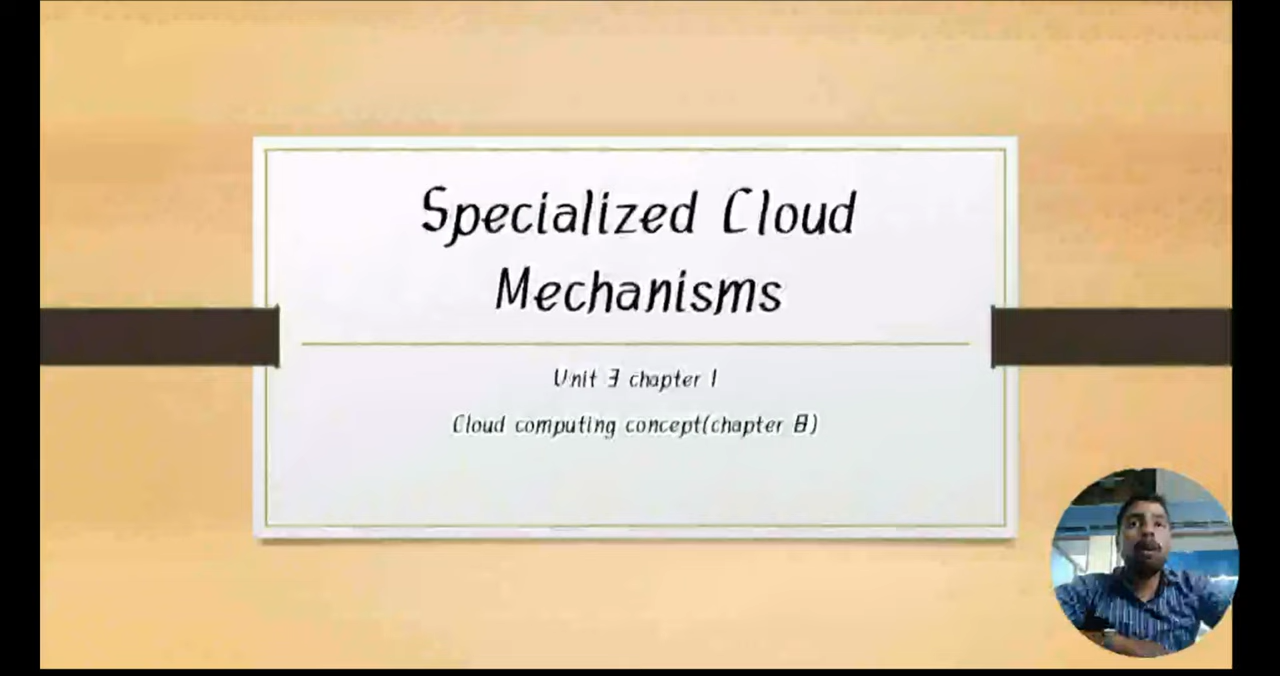 Specialized Cloud
Mechanisms
Unit 3 chapter 1
Cloud computing concept(chapter 8)